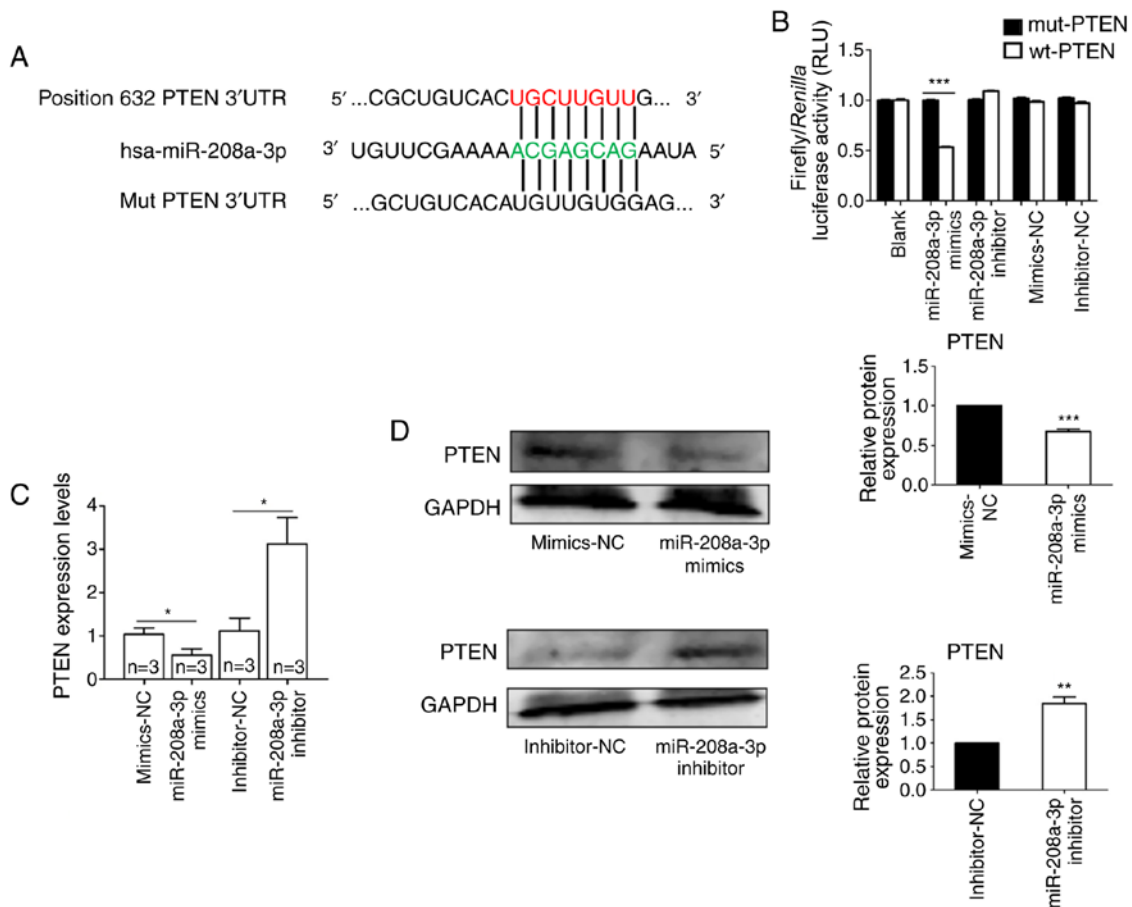 A
Position 632 PTEN 3′UTR 5′ ...CGCUGUCACUGCUUGUUG... 3′
hsa-miR-208a-3p 3′ UGUUCGAAAAACGAGCAGAAUA 5′
Mut PTEN 3′UTR 5′ ...GCUGUCACAUGUUGUGGAG... 3′
B
mut-PTEN
wt-PTEN
Firefly/Renilla
luciferase activity (RLU)
1.5
1.0
0.5
0.0
***
Blank
miR-208a-3p
mimics
miR-208a-3p
inhibitor
Mimics-NC
Inhibitor-NC
C
PTEN expression levels
4
3
2
1
0
*
*
n=3
n=3
n=3
n=3
Mimics-NC
miR-208a-3p
mimics
Inhibitor-NC
miR-208a-3p
inhibitor
D
PTEN
GAPDH
Mimics-NC
miR-208a-3p
mimics
PTEN
Relative protein
expression
1.5
1.0
0.5
0.0
***
Mimics-
NC
miR-208a-3p
mimics
PTEN
GAPDH
Inhibitor-NC
miR-208a-3p
inhibitor
PTEN
Relative protein
expression
2.5
2.0
1.5
1.0
0.5
0.0
**
Inhibitor-NC
miR-208a-3p
inhibitor